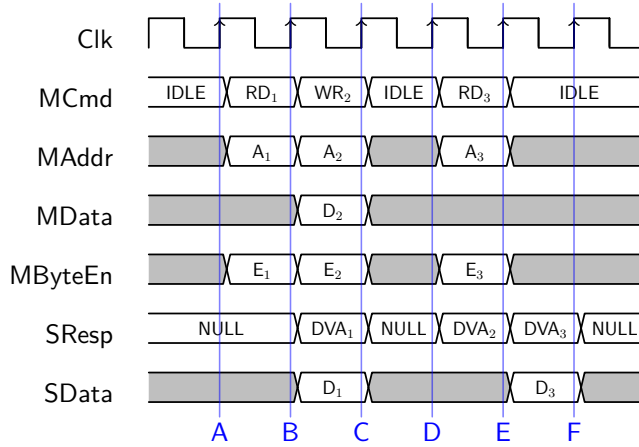 Clk
MCmd IDLE RD₁ WR₂ IDLE RD₃ IDLE
MAddr A₁ A₂ A₃
MData D₂
MByteEn E₁ E₂ E₃
SResp NULL DVA₁ NULL DVA₂ DVA₃ NULL
SData D₁ D₃
A B C D E F